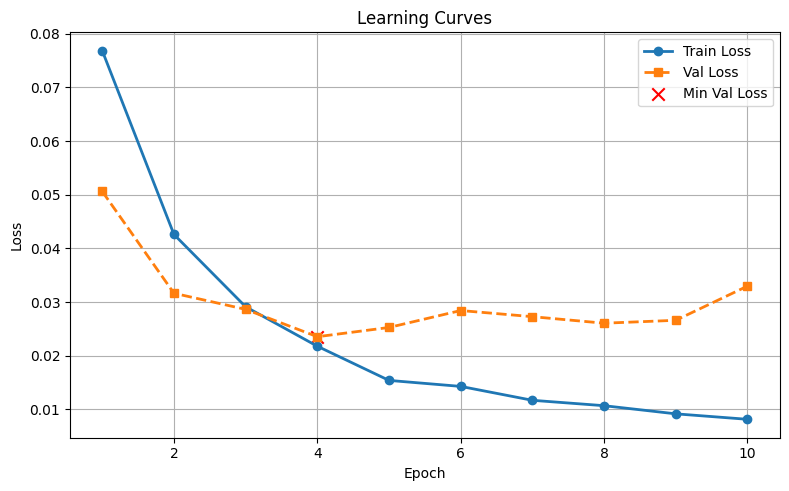 Learning Curves
Train Loss
Val Loss
Min Val Loss
0.08
0.07
0.06
0.05
0.04
0.03
0.02
0.01
Loss
2 4 6 8 10
Epoch